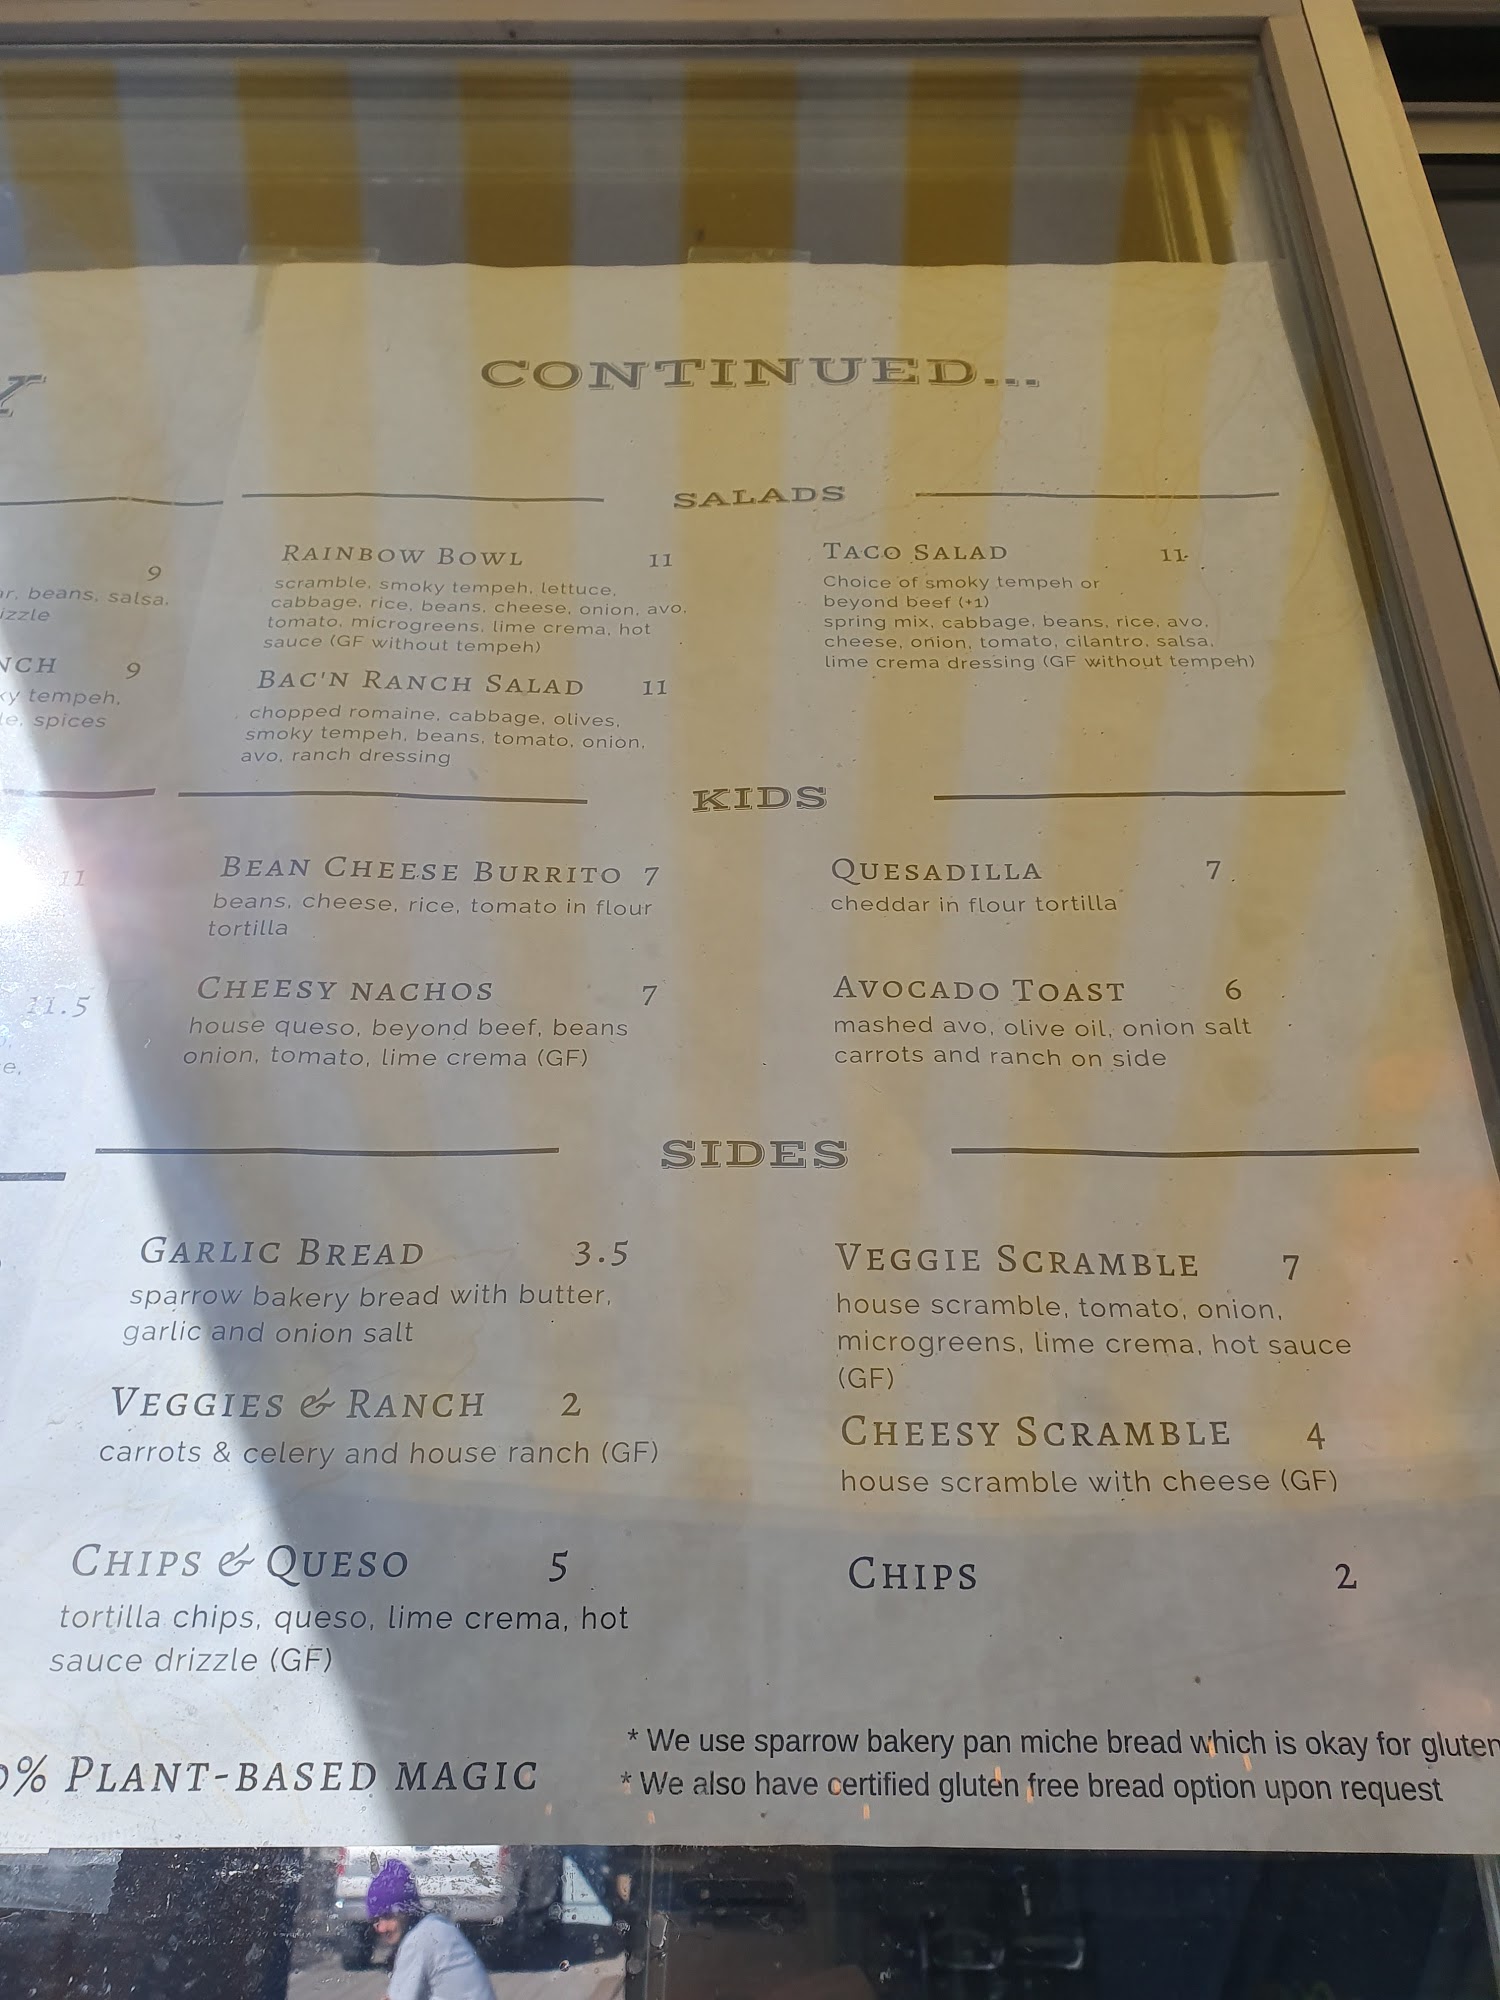 Y
CONTINUED...
SALADS
9
beans, salsa,
9
tempeh,
spices
11
11.5
RAINBOW BOWL 11
scramble, smoky tempeh, lettuce,
cabbage, rice, beans, cheese, onion, avo,
tomato, microgreens, lime crema, hot
sauce (GF without tempeh)
BAC'N RANCH SALAD 11
chopped romaine, cabbage, olives,
smoky tempeh, beans, tomato, onion,
avo, ranch dressing
TACO SALAD 11
Choice of smoky tempeh or
beyond beef (+1)
spring mix, cabbage, beans, rice, avo,
cheese, onion, tomato, cilantro, salsa,
lime crema dressing (GF without tempeh)
KIDS
BEAN CHEESE BURRITO 7
beans, cheese, rice, tomato in flour
tortilla
CHEESY NACHOS 7
house queso, beyond beef, beans
onion, tomato, lime crema (GF)
QUESADILLA 7
cheddar in flour tortilla
AVOCADO TOAST 6
mashed avo, olive oil, onion salt
carrots and ranch on side
SIDES
GARLIC BREAD 3.5
sparrow bakery bread with butter,
garlic and onion salt
VEGGIES & RANCH 2
carrots & celery and house ranch (GF)
CHIPS & QUESO 5
tortilla chips, queso, lime crema, hot
sauce drizzle (GF)
VEGGIE SCRAMBLE 7
house scramble, tomato, onion,
microgreens, lime crema, hot sauce
(GF)
CHEESY SCRAMBLE 4
house scramble with cheese (GF)
CHIPS 2
% PLANT-BASED MAGIC
* We use sparrow bakery pan miche bread which is okay for gluten
* We also have certified gluten free bread option upon request